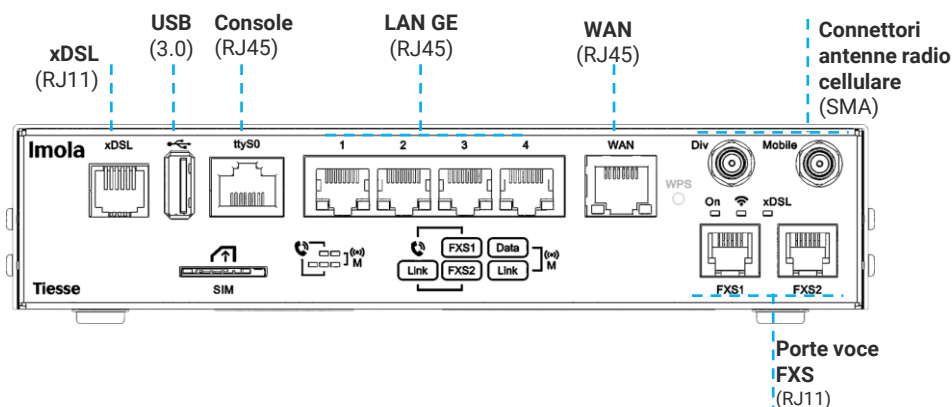 USB
(3.0)
Console
(RJ45)
LAN GE
(RJ45)
WAN
(RJ45)
Connettori
antenne radio
cellulare
(SMA)
xDSL
(RJ11)
Imola
xDSL
ttyS0
1 2 3 4
WAN
Div
Mobile
WPS
On
xDSL
M
FXS1
Data
Link
FXS2
Link
M
Tiesse
SIM
FXS1
FXS2
Porte voce
FXS
(RJ11)